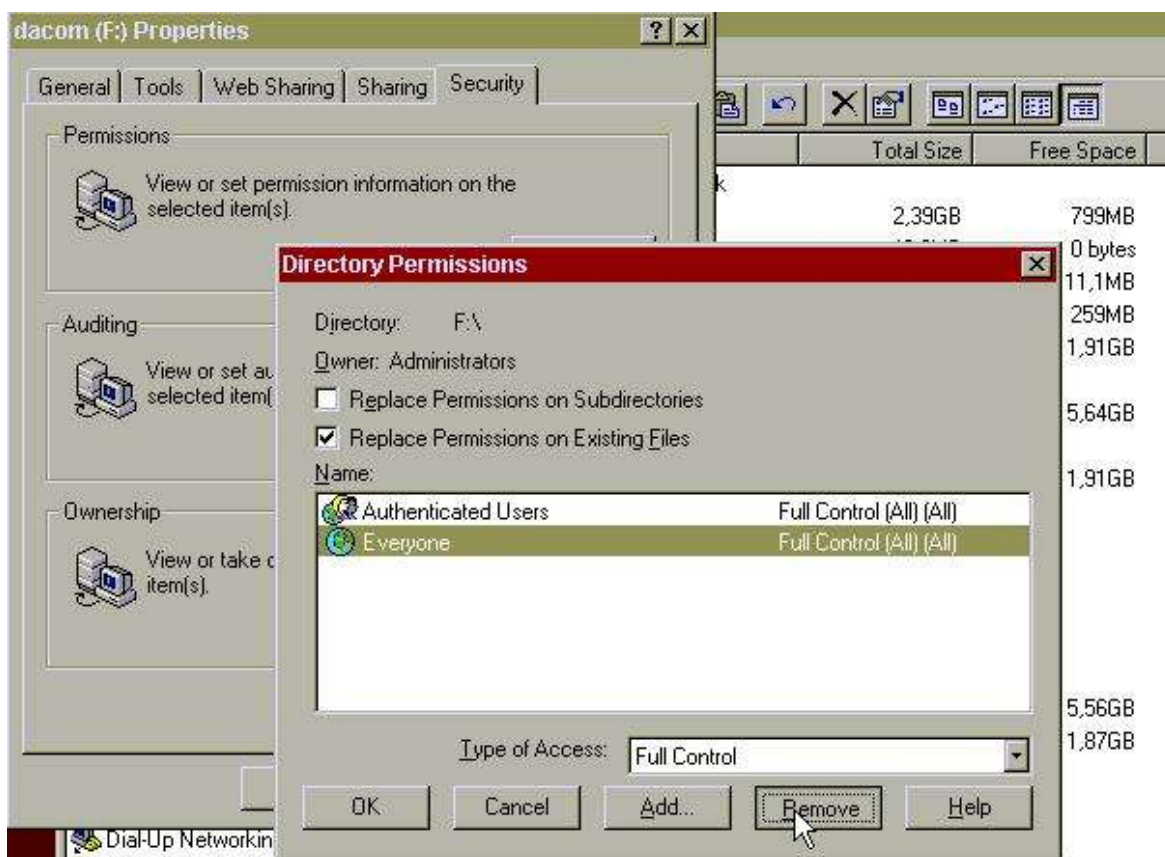 dacom (F:) Properties
General Tools Web Sharing Sharing Security
Permissions
View or set permission information on the
selected item(s).
Auditing
View or set au
selected item(
Ownership
View or take o
item(s).
Total Size Free Space
k
2,39GB 799MB
0 bytes
11,1MB
259MB
1,91GB
5,64GB
1,91GB
5,56GB
1,87GB
Directory Permissions
Directory: F:\
Owner: Administrators
Replace Permissions on Subdirectories
Replace Permissions on Existing Files
Name:
Authenticated Users Full Control (All) (All)
Everyone Full Control (All) (All)
Type of Access: Full Control
OK Cancel Add... Remove Help
Dial-Up Networkin